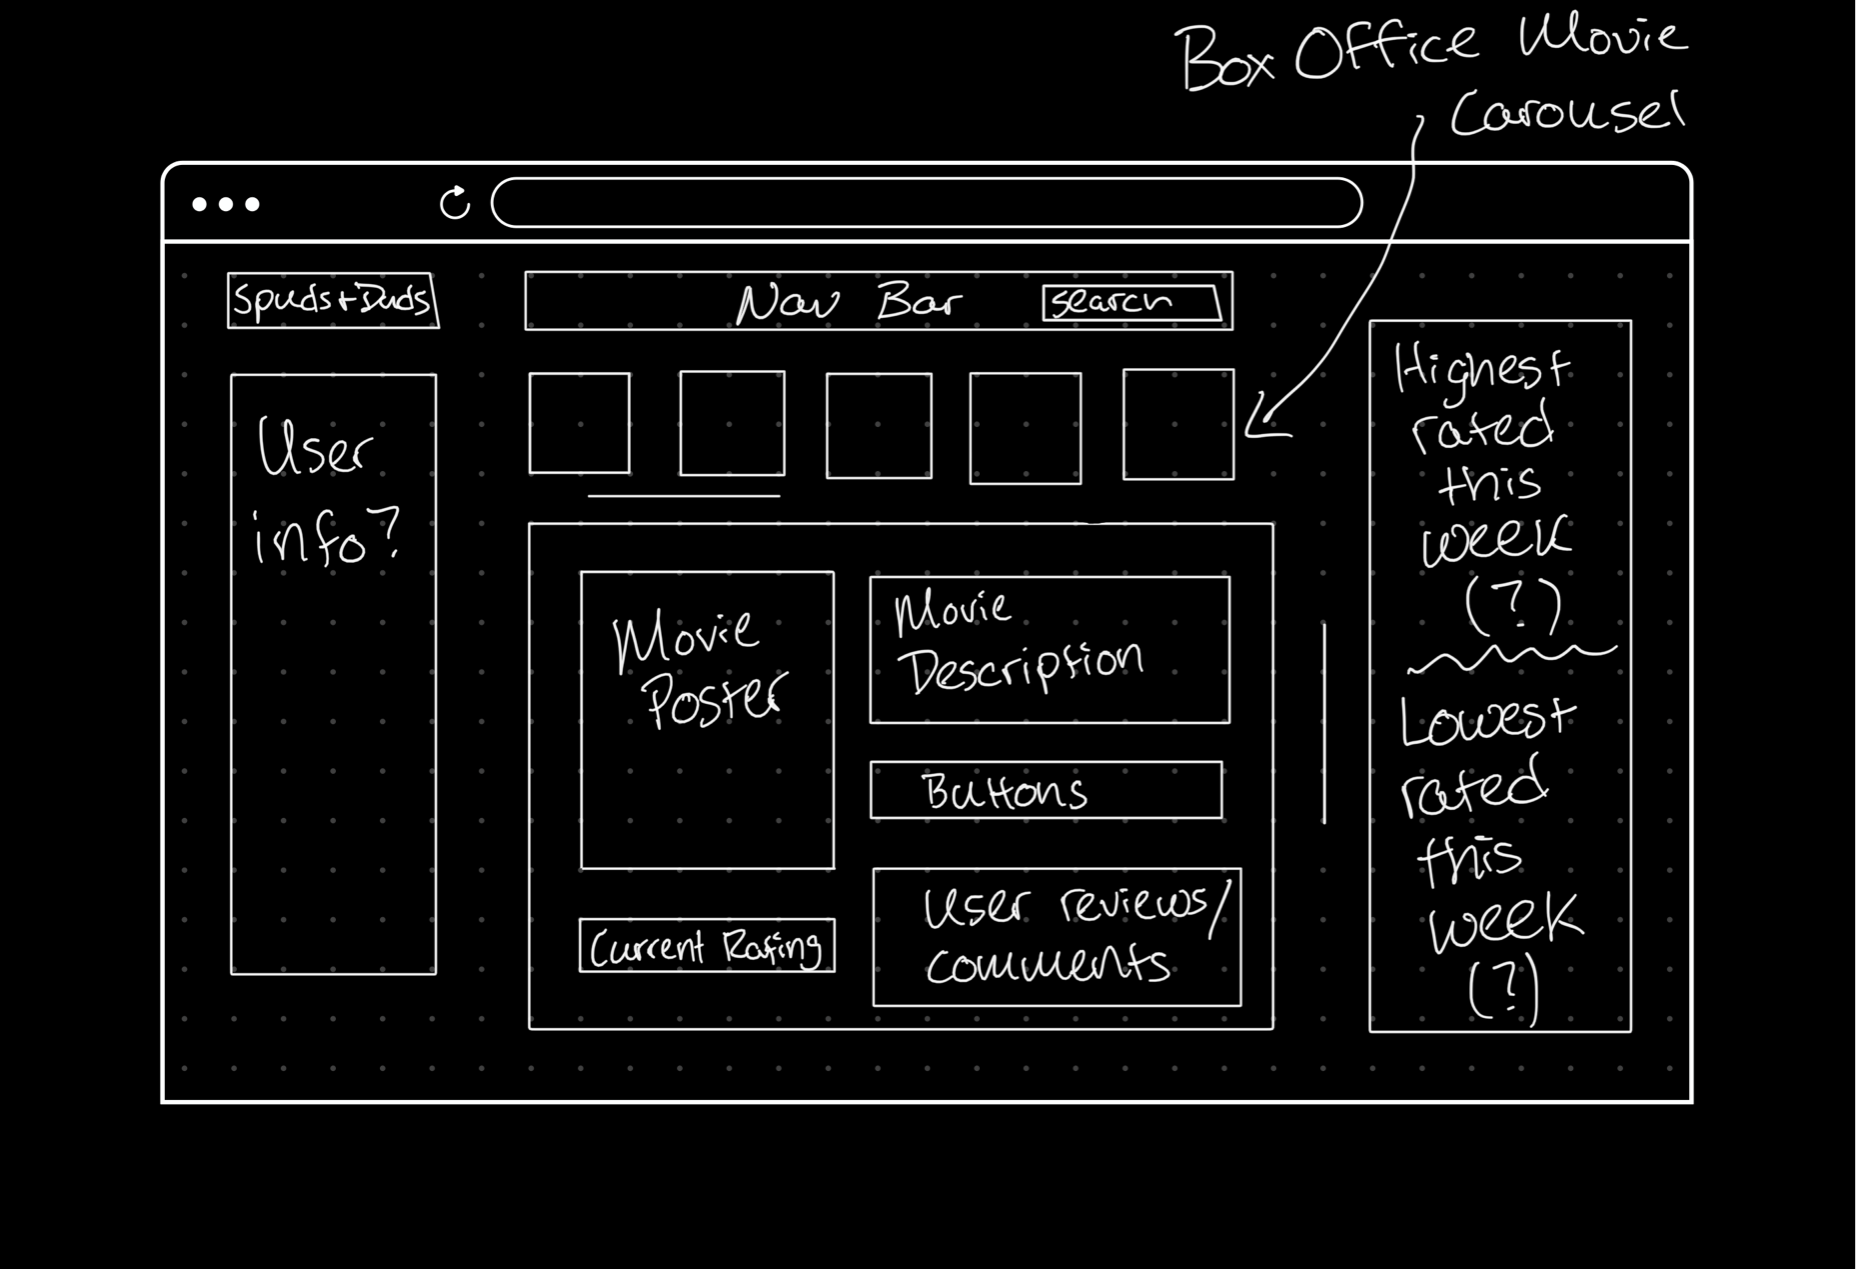 Box Office Movie
Carousel
Spuds+Duds
Nav Bar
search
User
info?
Movie
Poster
Current Rating
Movie
Description
Buttons
User reviews/
comments
Highest
rated
this
week
(?)
Lowest
rated
this
week
(?)